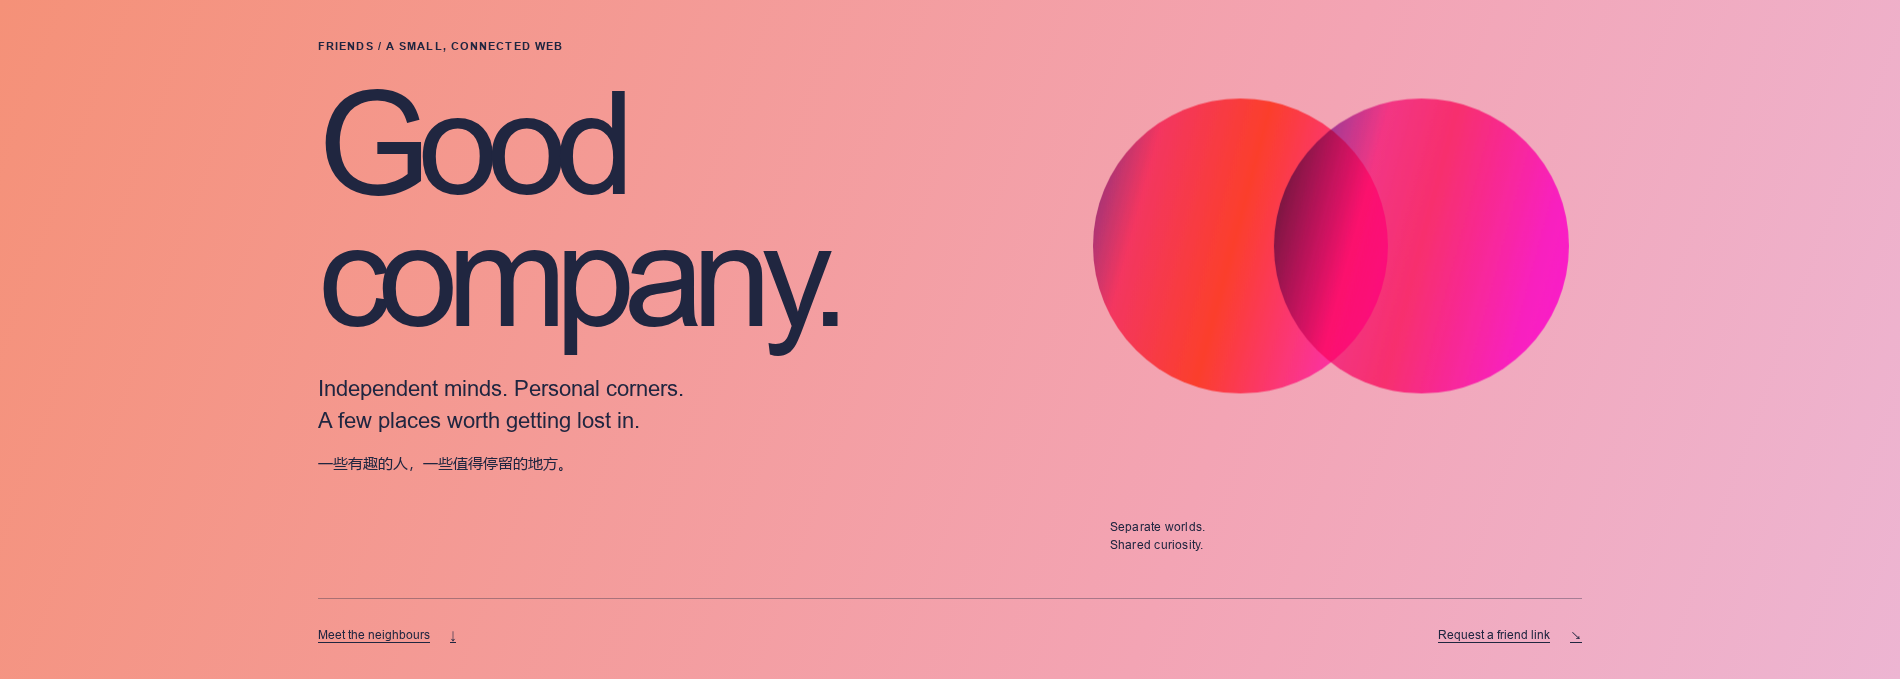 FRIENDS / A SMALL, CONNECTED WEB
Good
company.
Independent minds. Personal corners.
A few places worth getting lost in.
一些有趣的人，一些值得停留的地方。
Separate worlds.
Shared curiosity.
Meet the neighbours ↓
Request a friend link ↘